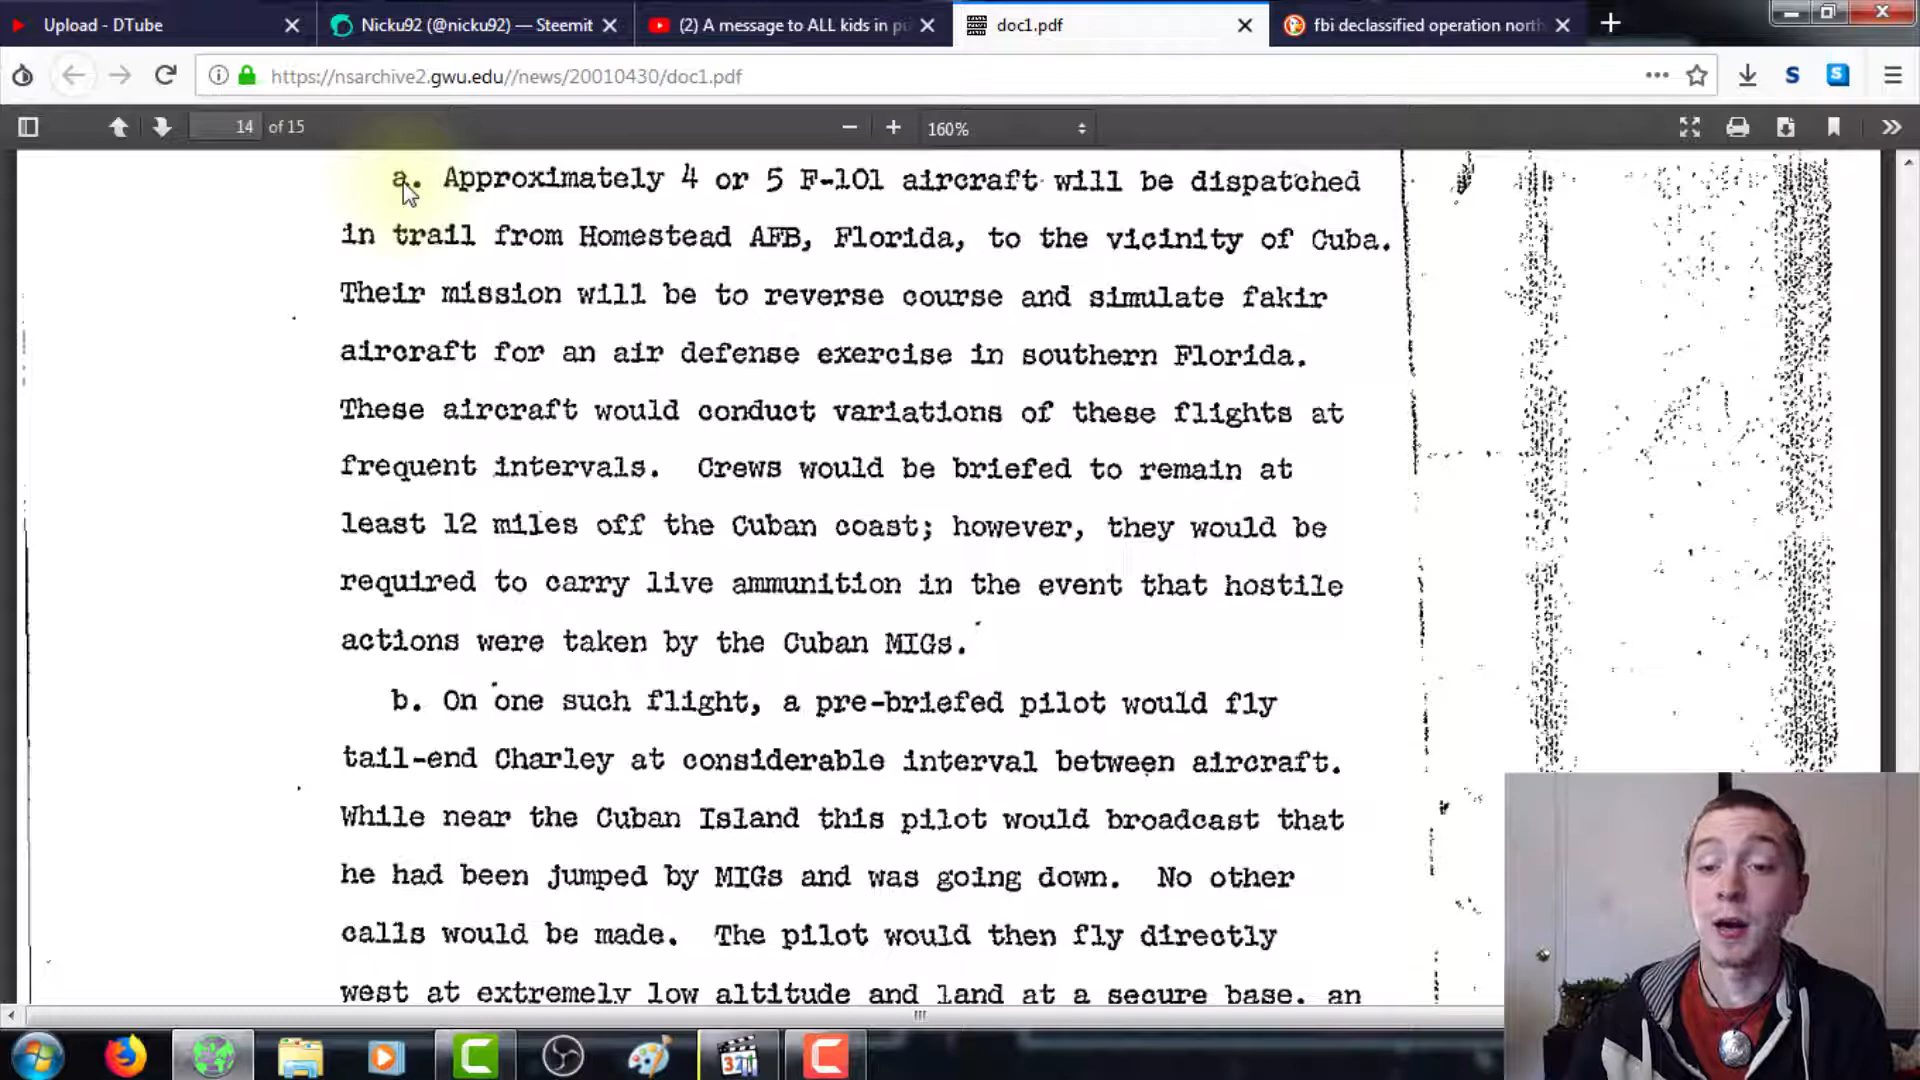 Upload - DTube
Nicku92 (@nicku92) — Steemit
(2) A message to ALL kids in pu
doc1.pdf
fbi declassified operation north
https://nsarchive2.gwu.edu//news/20010430/doc1.pdf
S
S
14 of 15
160%
a. Approximately 4 or 5 F-101 aircraft will be dispatched
in trail from Homestead AFB, Florida, to the vicinity of Cuba.
Their mission will be to reverse course and simulate fakir
aircraft for an air defense exercise in southern Florida.
These aircraft would conduct variations of these flights at
frequent intervals. Crews would be briefed to remain at
least 12 miles off the Cuban coast; however, they would be
required to carry live ammunition in the event that hostile
actions were taken by the Cuban MIGs.
b. On one such flight, a pre-briefed pilot would fly
tail-end Charley at considerable interval between aircraft.
While near the Cuban Island this pilot would broadcast that
he had been jumped by MIGs and was going down. No other
calls would be made. The pilot would then fly directly
west at extremely low altitude and land at a secure base, an
321